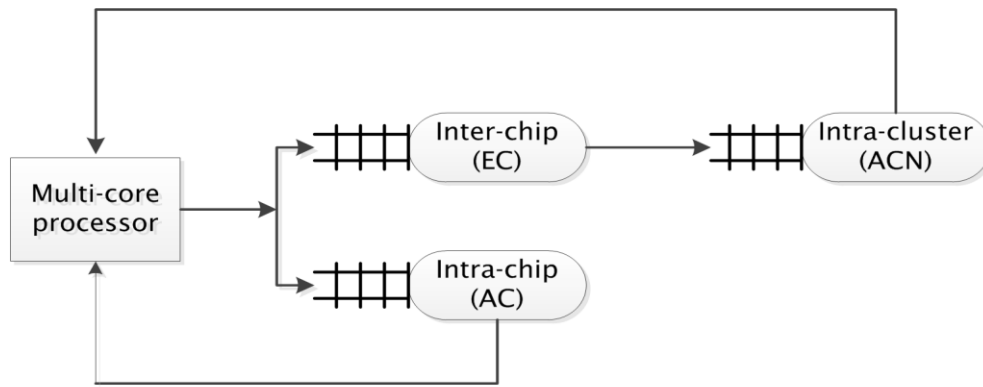 Inter-chip
(EC)
Intra-cluster
(ACN)
Multi-core
processor
Intra-chip
(AC)